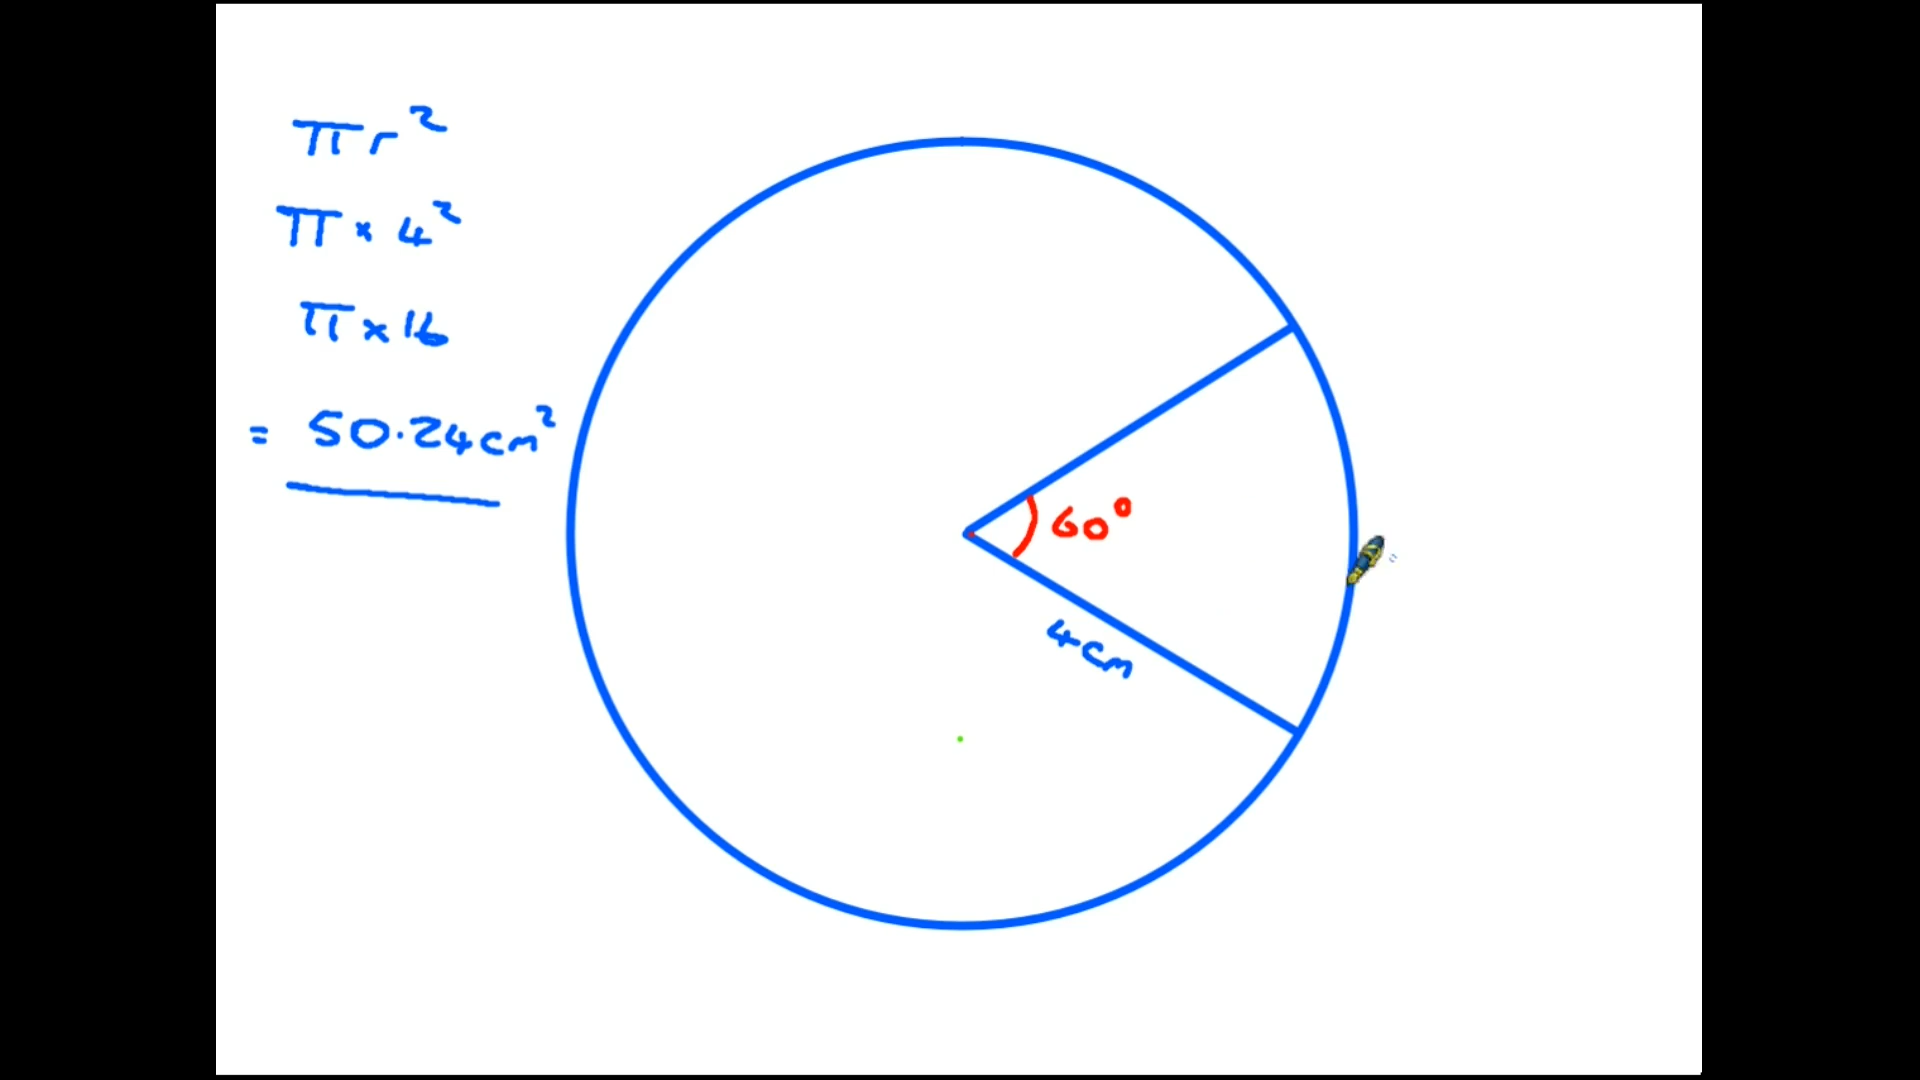 πr²
π × 4²
π × 16
= 50.24cm²
60°
4cm